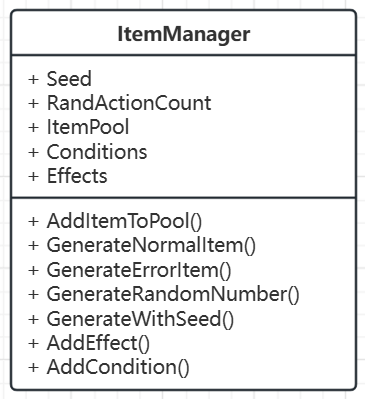 ItemManager
+ Seed
+ RandActionCount
+ ItemPool
+ Conditions
+ Effects
+ AddItemToPool()
+ GenerateNormalItem()
+ GenerateErrorItem()
+ GenerateRandomNumber()
+ GenerateWithSeed()
+ AddEffect()
+ AddCondition()